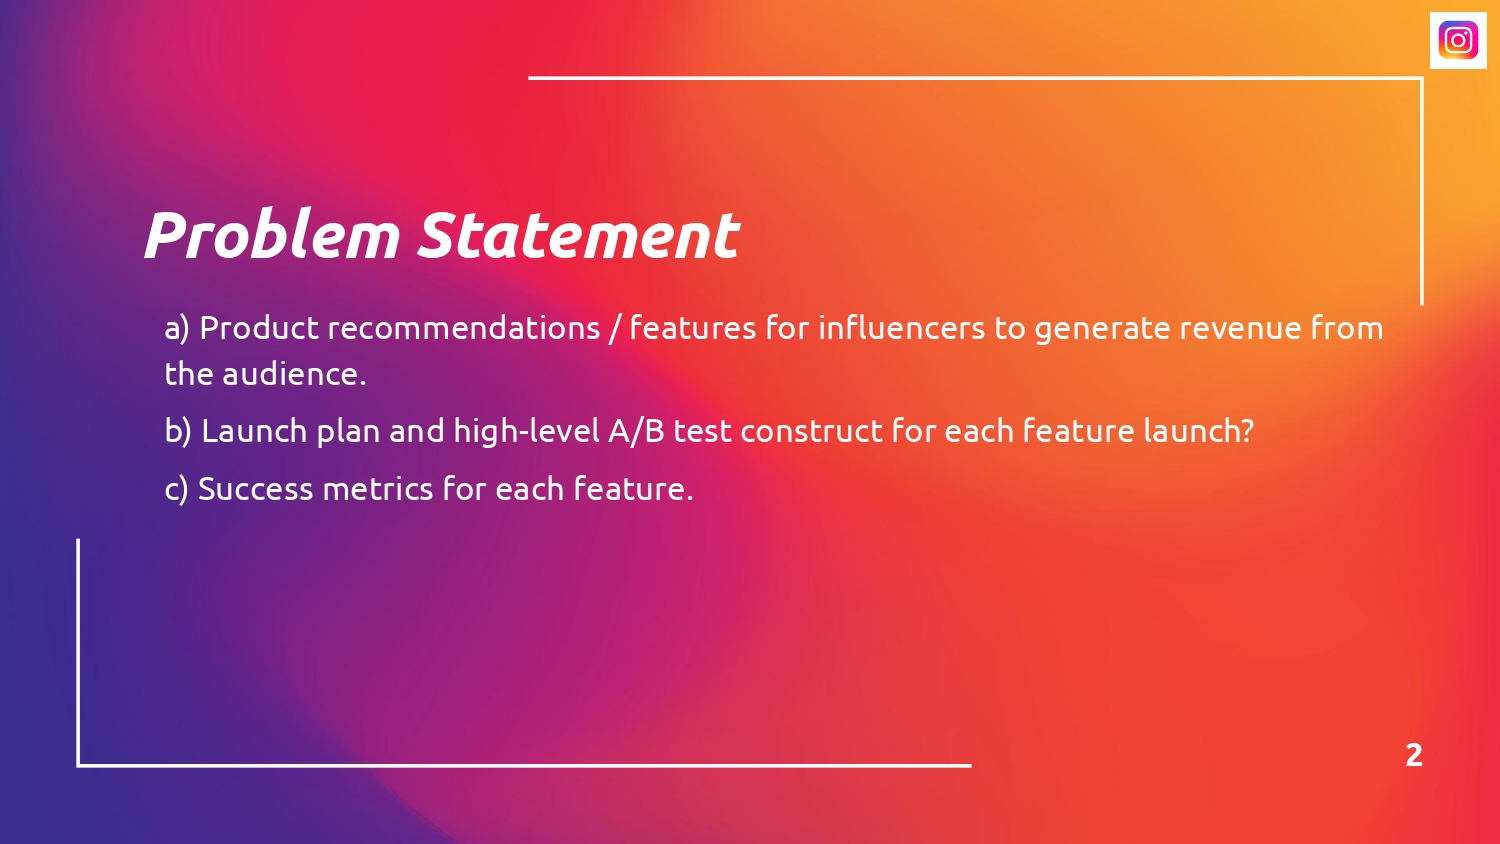 Problem Statement
a) Product recommendations / features for influencers to generate revenue from
the audience.
b) Launch plan and high-level A/B test construct for each feature launch?
c) Success metrics for each feature.
2